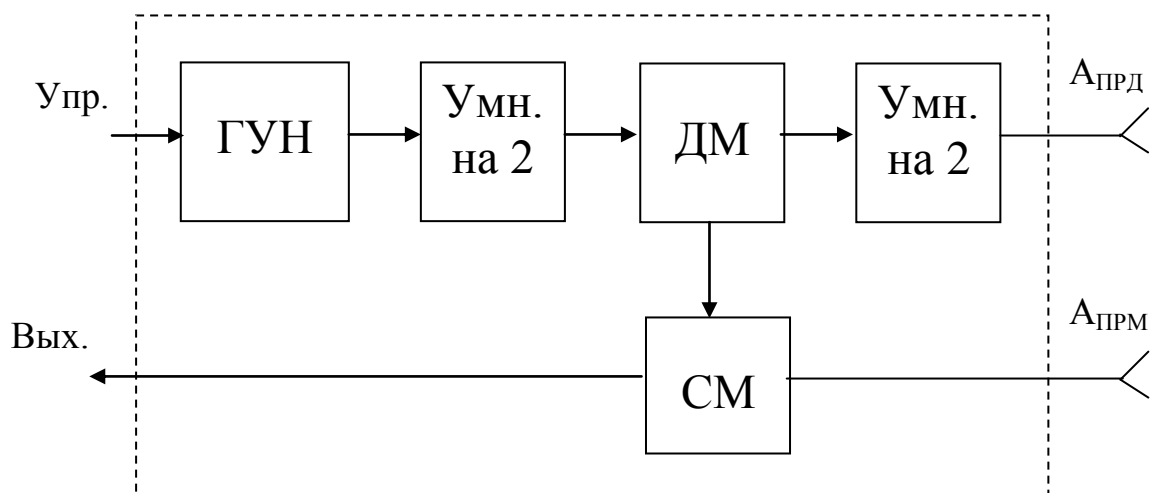 Упр.
ГУН
Умн.
на 2
ДМ
Умн.
на 2
АПРД
Вых.
СМ
АПРМ